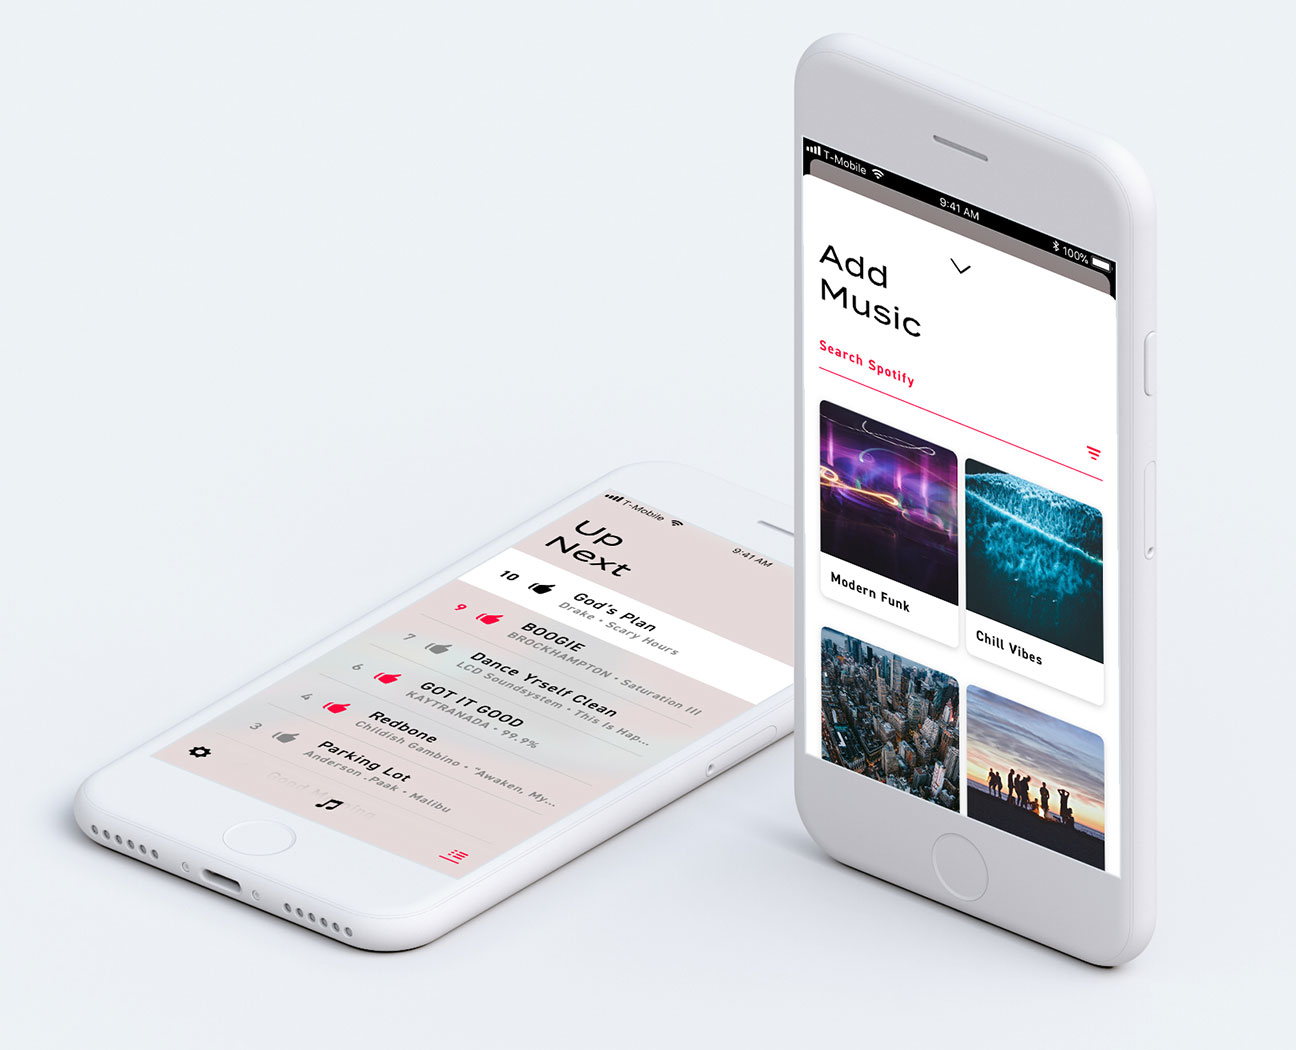 T-Mobile
9:41 AM
Up
Next
10
God's Plan
Drake • Scary Hours
9
BOOGIE
BROCKHAMPTON • Saturation III
7
Dance Yrself Clean
LCD Soundsystem • This Is Hap...
6
GOT IT GOOD
KAYTRANADA • 99.9%
4
Redbone
Childish Gambino • "Awaken, My...
3
Parking Lot
Anderson .Paak • Malibu
Good Morning
T-Mobile
9:41 AM
100%
Add
Music
Search Spotify
Modern Funk
Chill Vibes